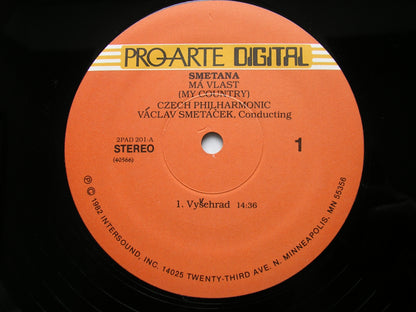 PRO ARTE DIGITAL
SMETANA
MÁ VLAST
(MY COUNTRY)
CZECH PHILHARMONIC
VÁCLAV SMETÁČEK, Conducting
2PAD 201-A
STEREO
(40566)
1
1. Vyšehrad 14:36
Ⓟ © 1982 INTERSOUND, INC. 14025 TWENTY-THIRD AVE. N. MINNEAPOLIS, MN 55356